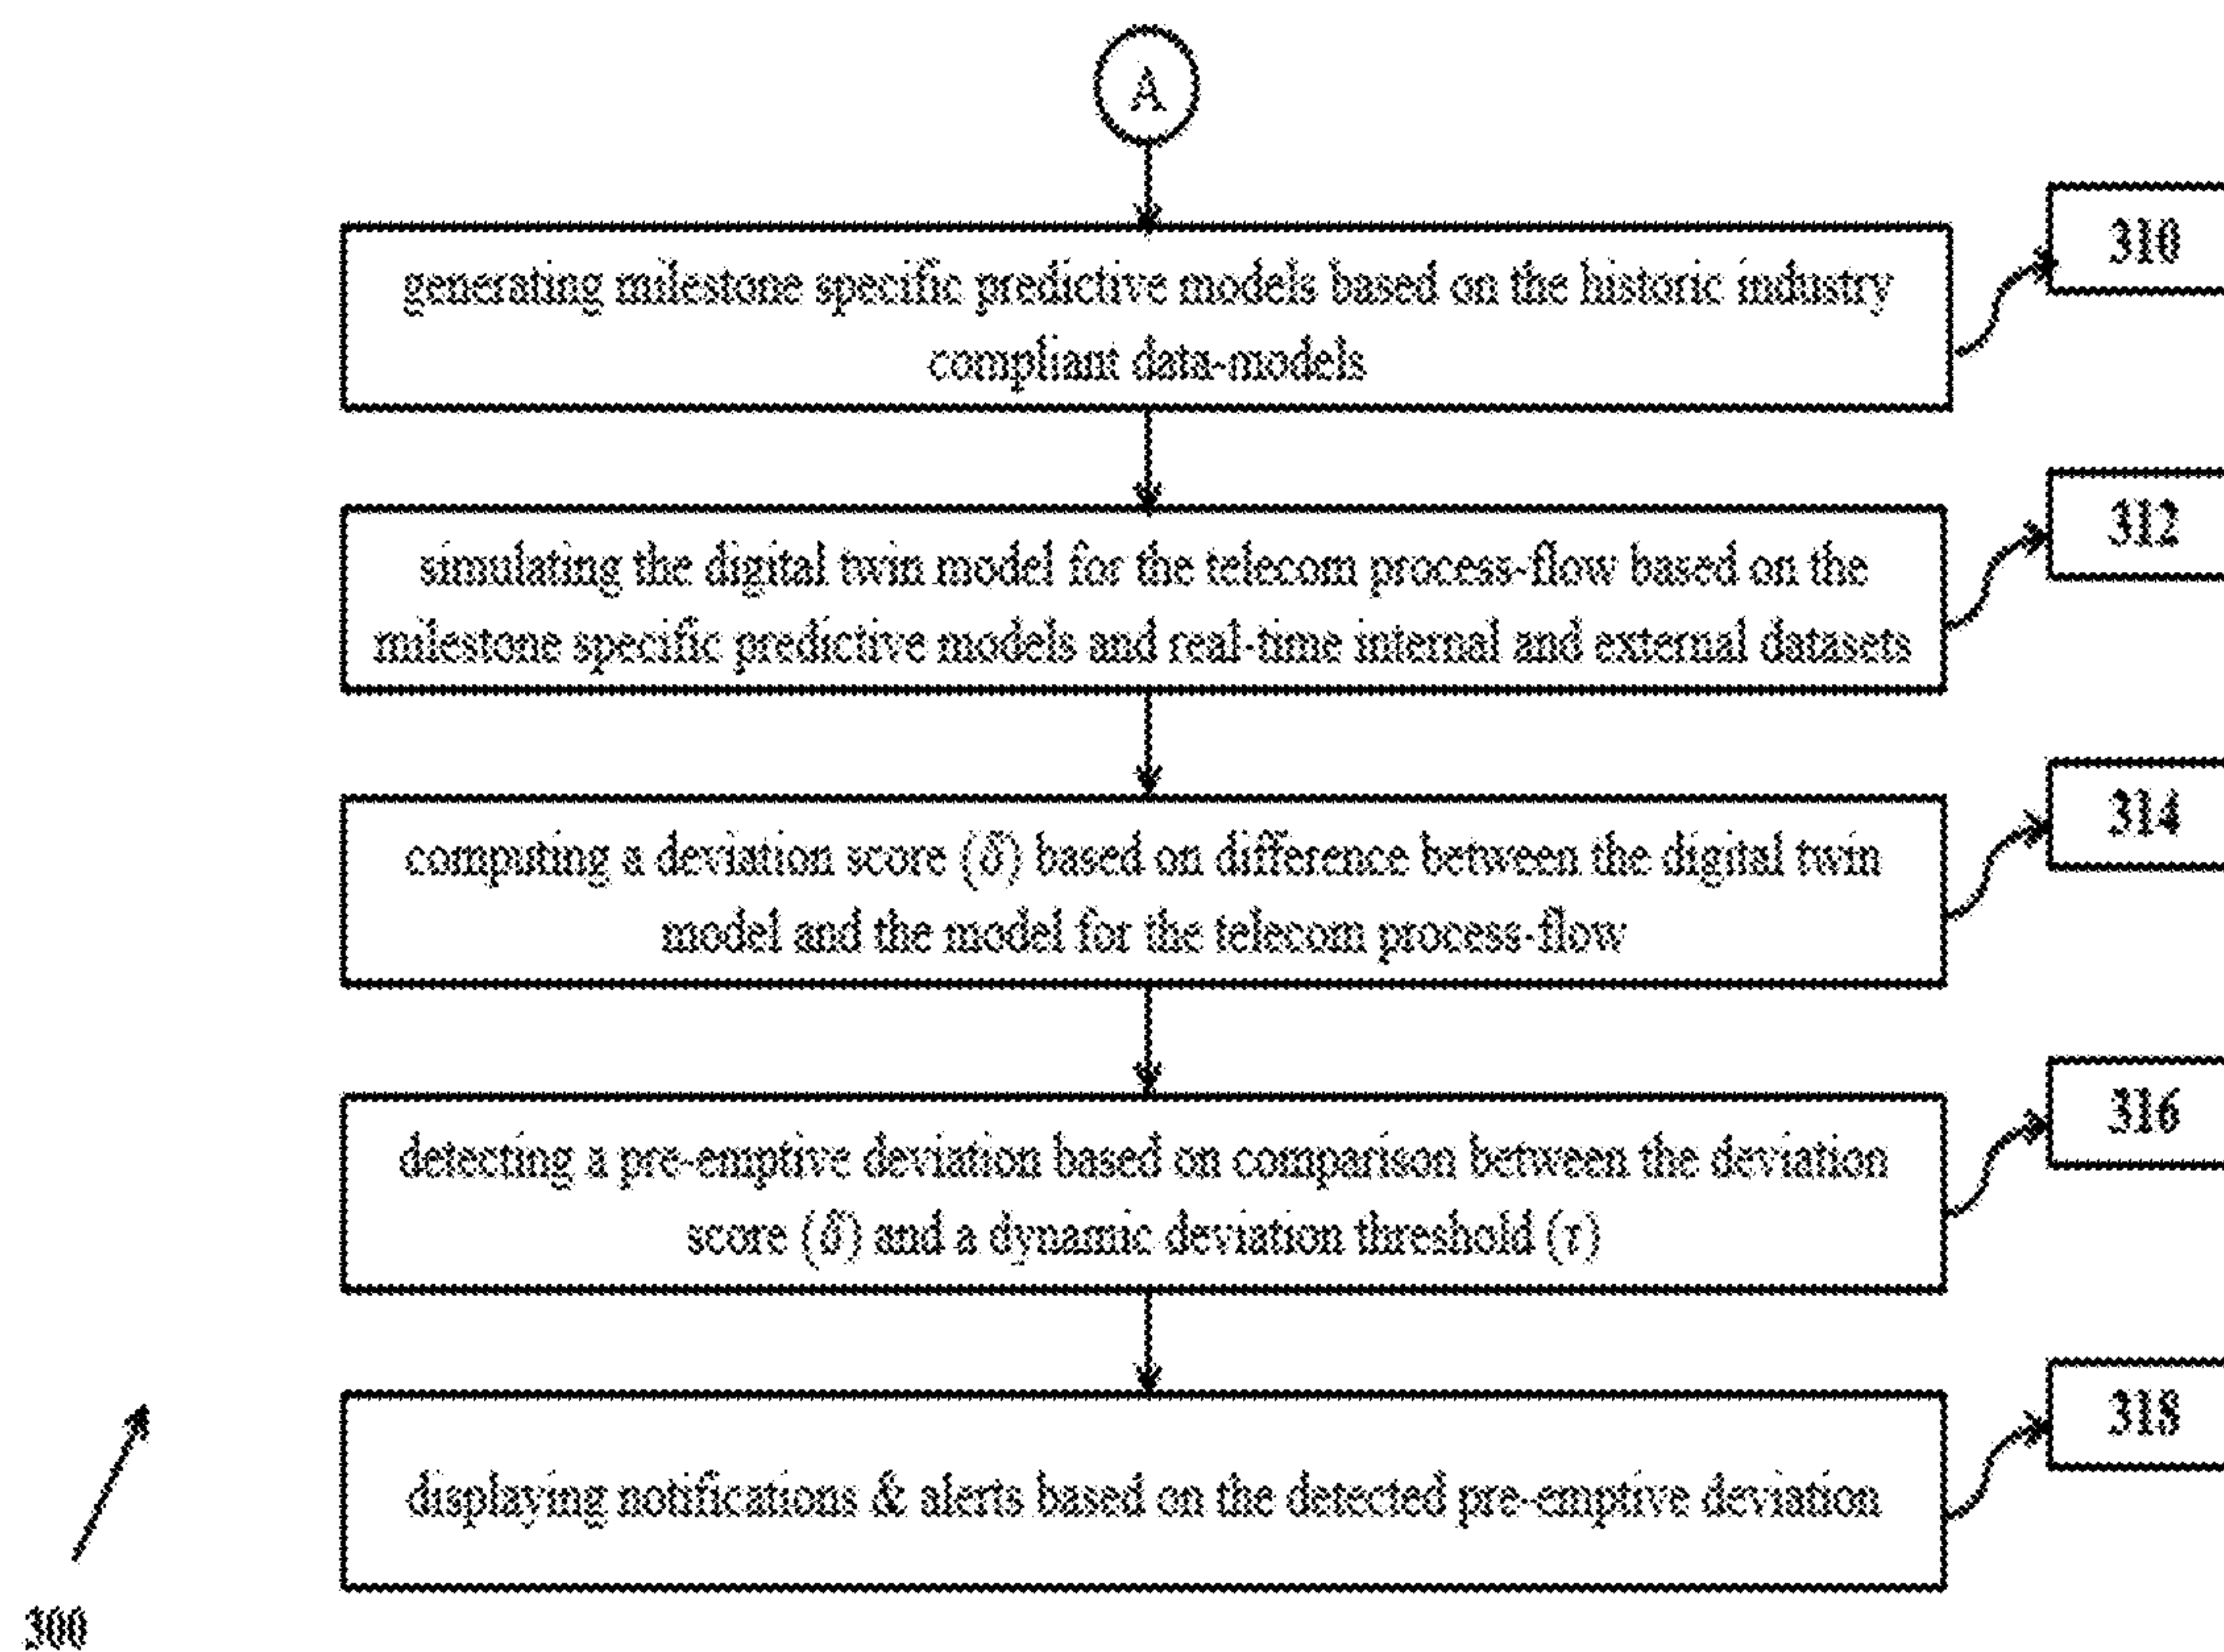 A
310
generating milestone specific predictive models based on the historic industry
compliant data-models
312
simulating the digital twin model for the telecom process-flow based on the
milestone specific predictive models and real-time internal and external datasets
314
computing a deviation score (δ) based on difference between the digital twin
model and the model for the telecom process-flow
316
detecting a pre-emptive deviation based on comparison between the deviation
score (δ) and a dynamic deviation threshold (τ)
318
displaying notifications & alerts based on the detected pre-emptive deviation
300